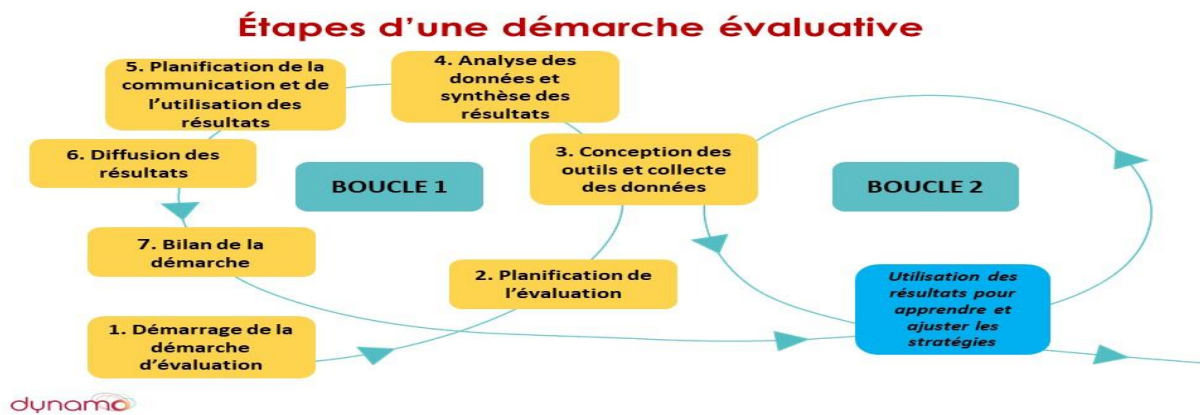 Étapes d’une démarche évaluative
5. Planification de la
communication et de
l’utilisation des
résultats
4. Analyse des
données et
synthèse des
résultats
6. Diffusion des
résultats
BOUCLE 1
3. Conception des
outils et collecte
des données
BOUCLE 2
7. Bilan de la
démarche
2. Planification de
l’évaluation
Utilisation des
résultats pour
apprendre et
ajuster les
stratégies
1. Démarrage de la
démarche
d’évaluation
dynamo